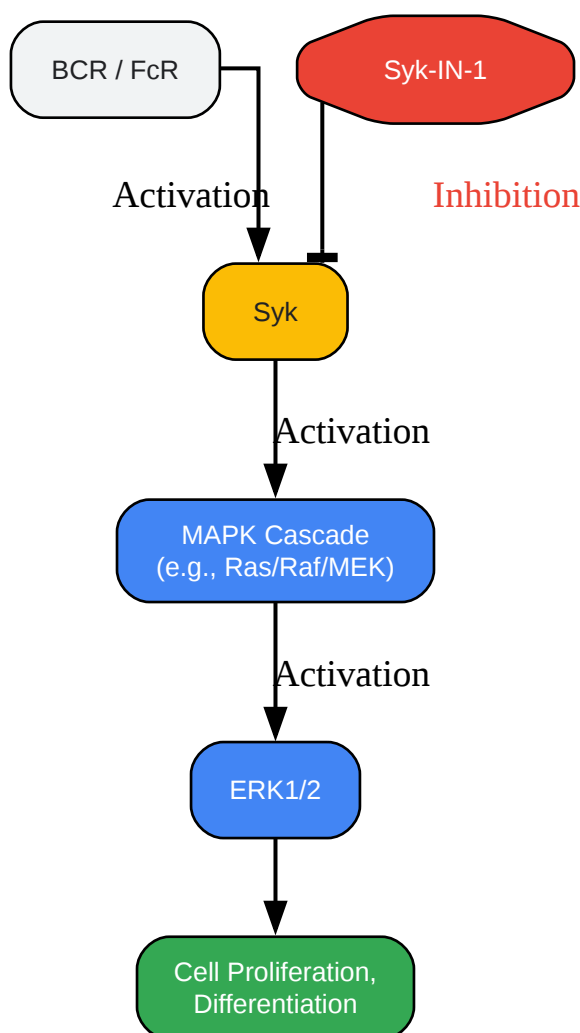 BCR / FcR
Syk-IN-1
Activation
Inhibition
Syk
Activation
MAPK Cascade
(e.g., Ras/Raf/MEK)
Activation
ERK1/2
Cell Proliferation,
Differentiation